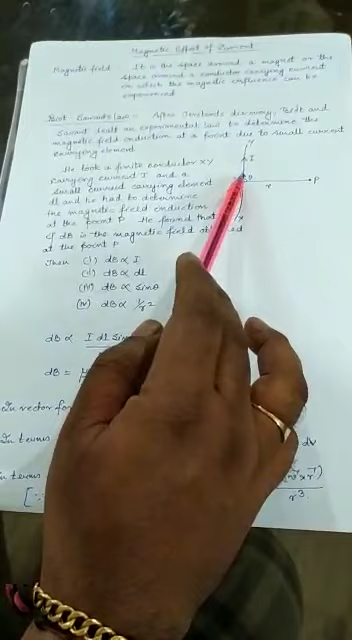 Magnetic Effect of Current
Magnetic field It is the space around a magnet or the
space around a conductor carrying current
in which the magnetic influence can be
experienced
Biot Savart's law :- After Oersteds discovery, Biot and
Savart dealt an experimental law to determine the
magnetic field induction at a point due to small current
carrying element
He took a finite conductor XY
carrying current I and a
small current carrying element
dl and he had to determine
the magnetic field induction
at the point P. He found that
if dB is the magnetic field
at the point P
Y
I
θ
r
P
Then (i) dB ∝ I
(ii) dB ∝ dl
(iii) dB ∝ sinθ
(iv) dB ∝ 1/r²
dB ∝ I dl sin
dB =
In vector
In terms
dv
In terms
x r)
r³
[∵